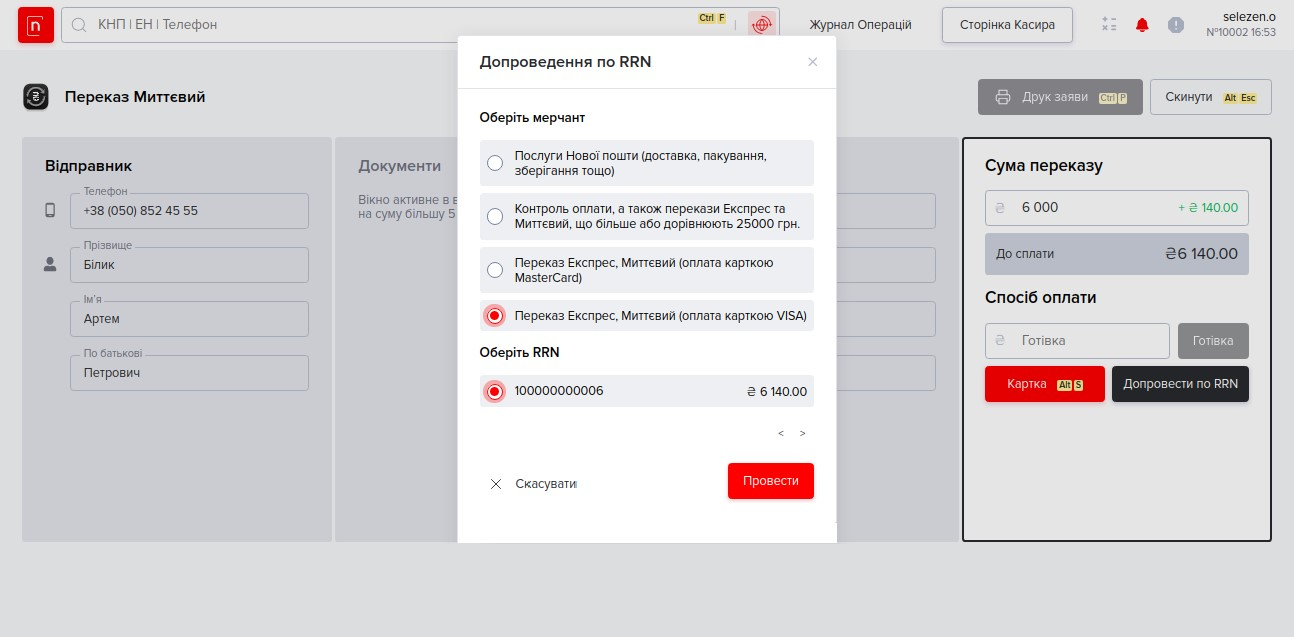 n
КНП | ЕН | Телефон
Ctrl F
Журнал Операцій
Сторінка Касира
selezen.o
№10002 16:53
Переказ Миттєвий
Друк заяви Ctrl P
Скинути Alt Esc
Відправник
Телефон
+38 (050) 852 45 55
Прізвище
Білик
Ім'я
Артем
По батькові
Петрович
Документи
Вікно активне в в
на суму більшу 5
Допроведення по RRN
Оберіть мерчант
Послуги Нової пошти (доставка, пакування,
зберігання тощо)
Контроль оплати, а також перекази Експрес та
Миттєвий, що більше або дорівнюють 25000 грн.
Переказ Експрес, Миттєвий (оплата карткою
MasterCard)
Переказ Експрес, Миттєвий (оплата карткою VISA)
Оберіть RRN
100000000006 ₴ 6 140.00
< >
Скасувати
Провести
Сума переказу
₴ 6 000 + ₴ 140.00
До сплати ₴6 140.00
Спосіб оплати
₴ Готівка
Готівка
Картка Alt S
Допровести по RRN